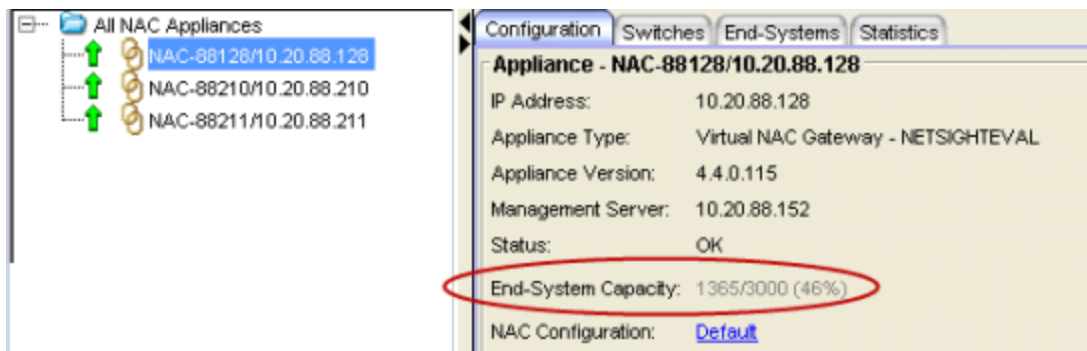 All NAC Appliances
NAC-88128/10.20.88.128
NAC-88210/10.20.88.210
NAC-88211/10.20.88.211
Configuration Switches End-Systems Statistics
Appliance - NAC-88128/10.20.88.128
IP Address: 10.20.88.128
Appliance Type: Virtual NAC Gateway - NETSIGHTEVAL
Appliance Version: 4.4.0.115
Management Server: 10.20.88.152
Status: OK
End-System Capacity: 1365/3000 (46%)
NAC Configuration: Default